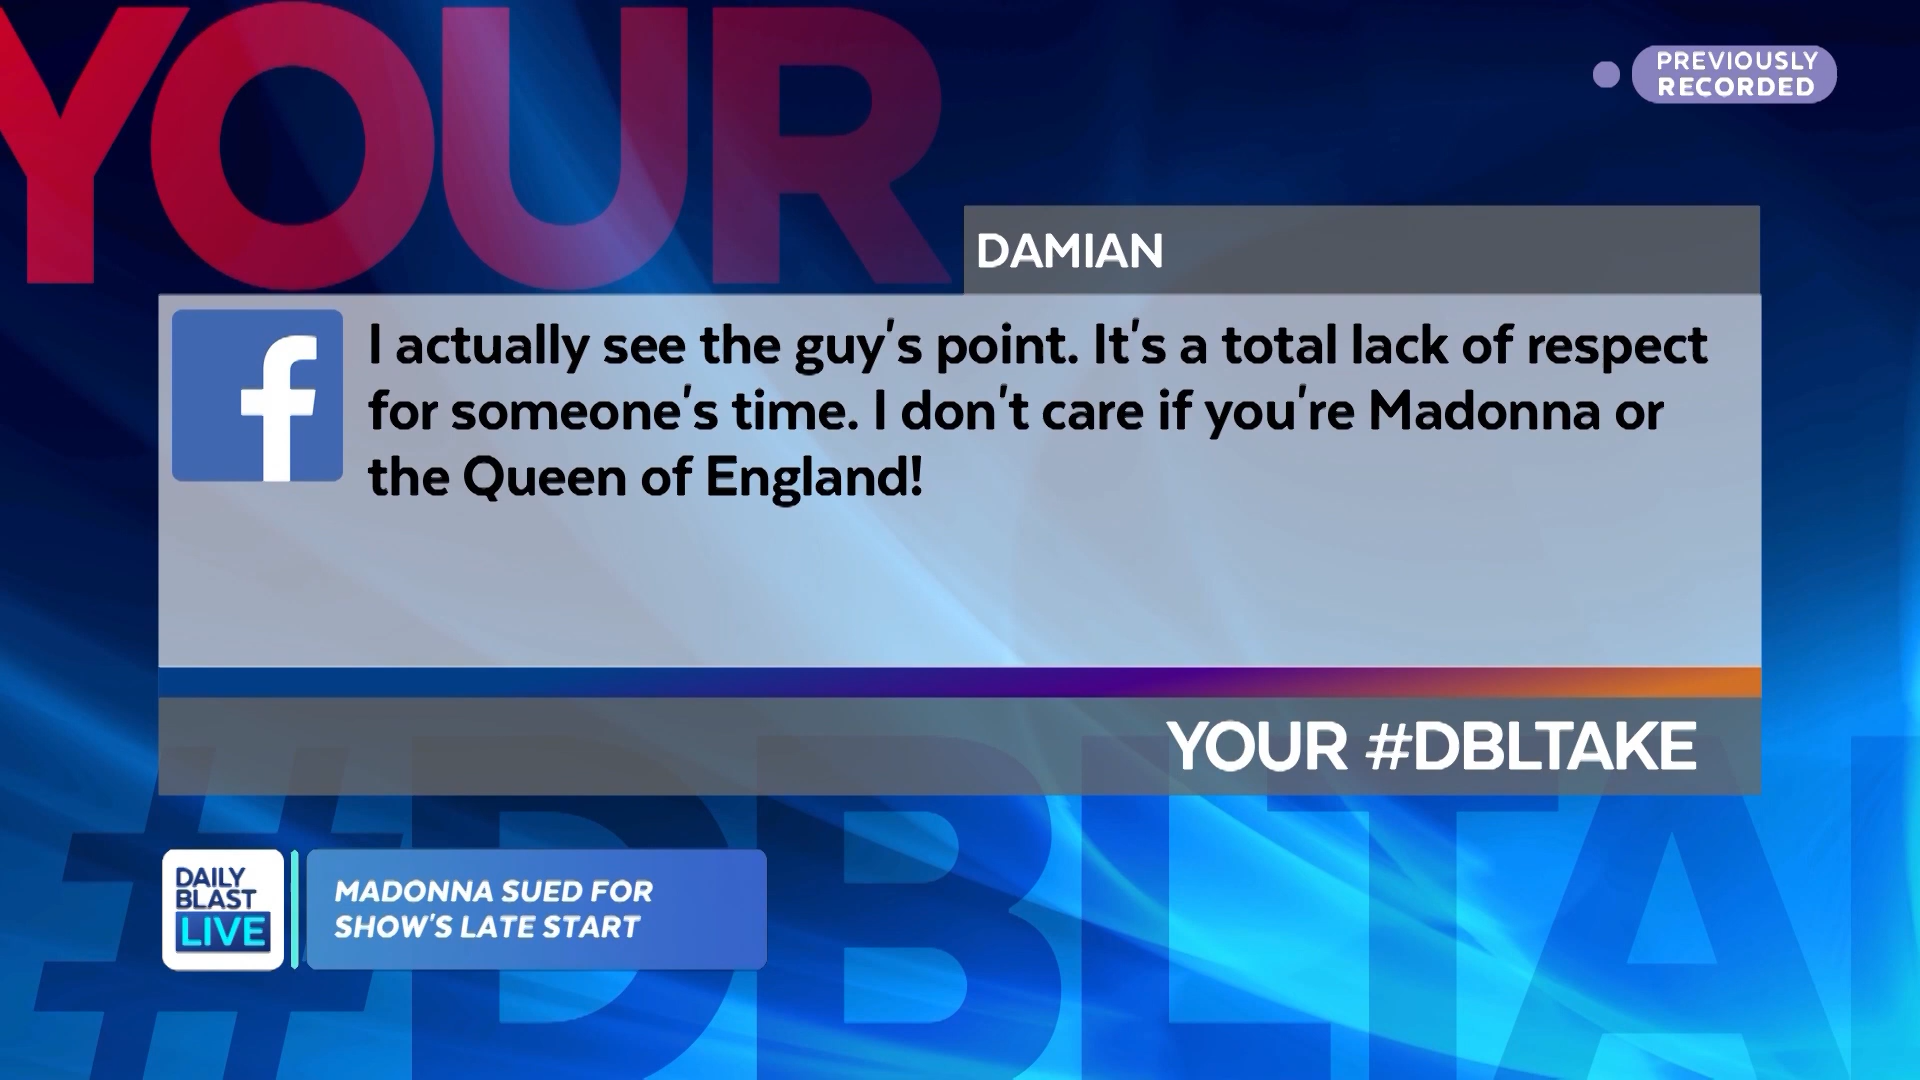 YOUR
PREVIOUSLY
RECORDED
DAMIAN
f
I actually see the guy's point. It's a total lack of respect
for someone's time. I don't care if you're Madonna or
the Queen of England!
YOUR #DBLTAKE
#DBLTA
DAILY
BLAST
LIVE
MADONNA SUED FOR
SHOW'S LATE START